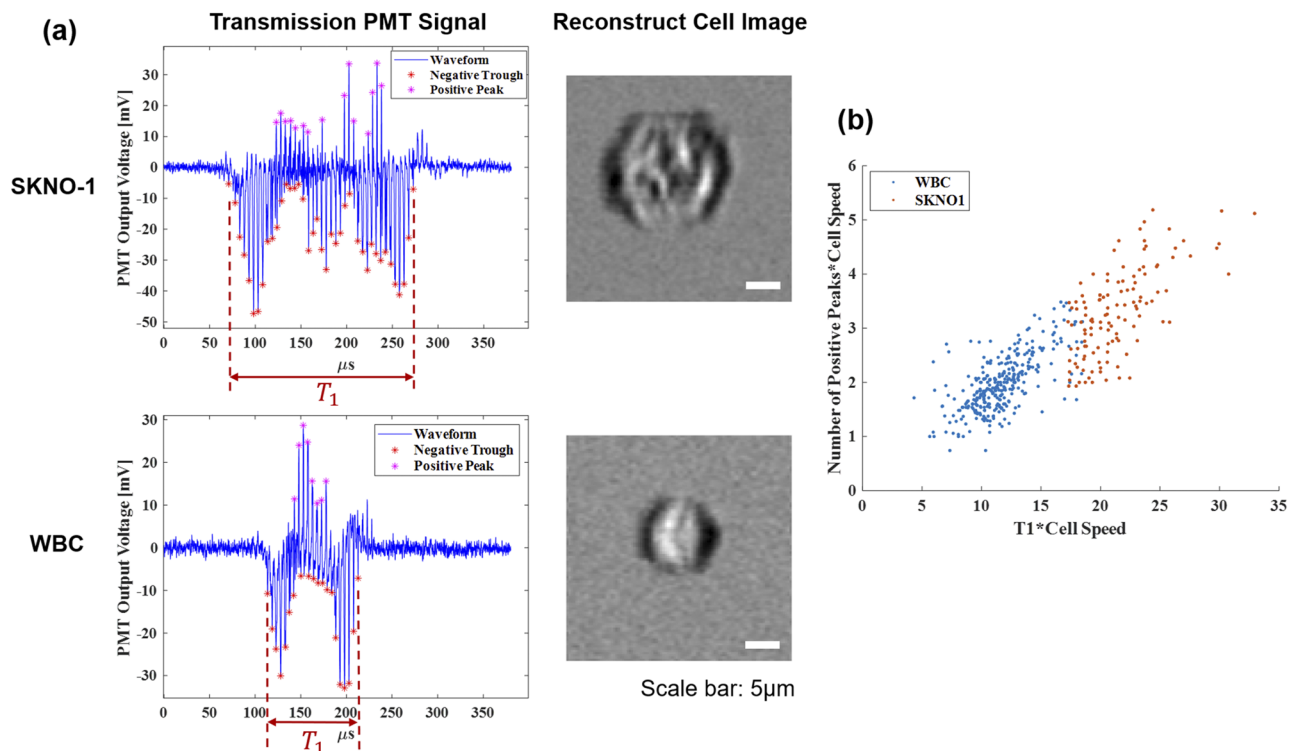 (a)
Transmission PMT Signal
Reconstruct Cell Image
SKNO-1
PMT Output Voltage [mV]
30
20
10
0
-10
-20
-30
-40
-50
Waveform
Negative Trough
Positive Peak
0 50 100 150 200 250 300 350
μs
T1
WBC
PMT Output Voltage [mV]
30
20
10
0
-10
-20
-30
Waveform
Negative Trough
Positive Peak
0 50 100 150 200 250 300 350
μs
T1
Scale bar: 5μm
(b)
Number of Positive Peaks*Cell Speed
6
5
4
3
2
1
0
WBC
SKNO1
0 5 10 15 20 25 30 35
T1*Cell Speed